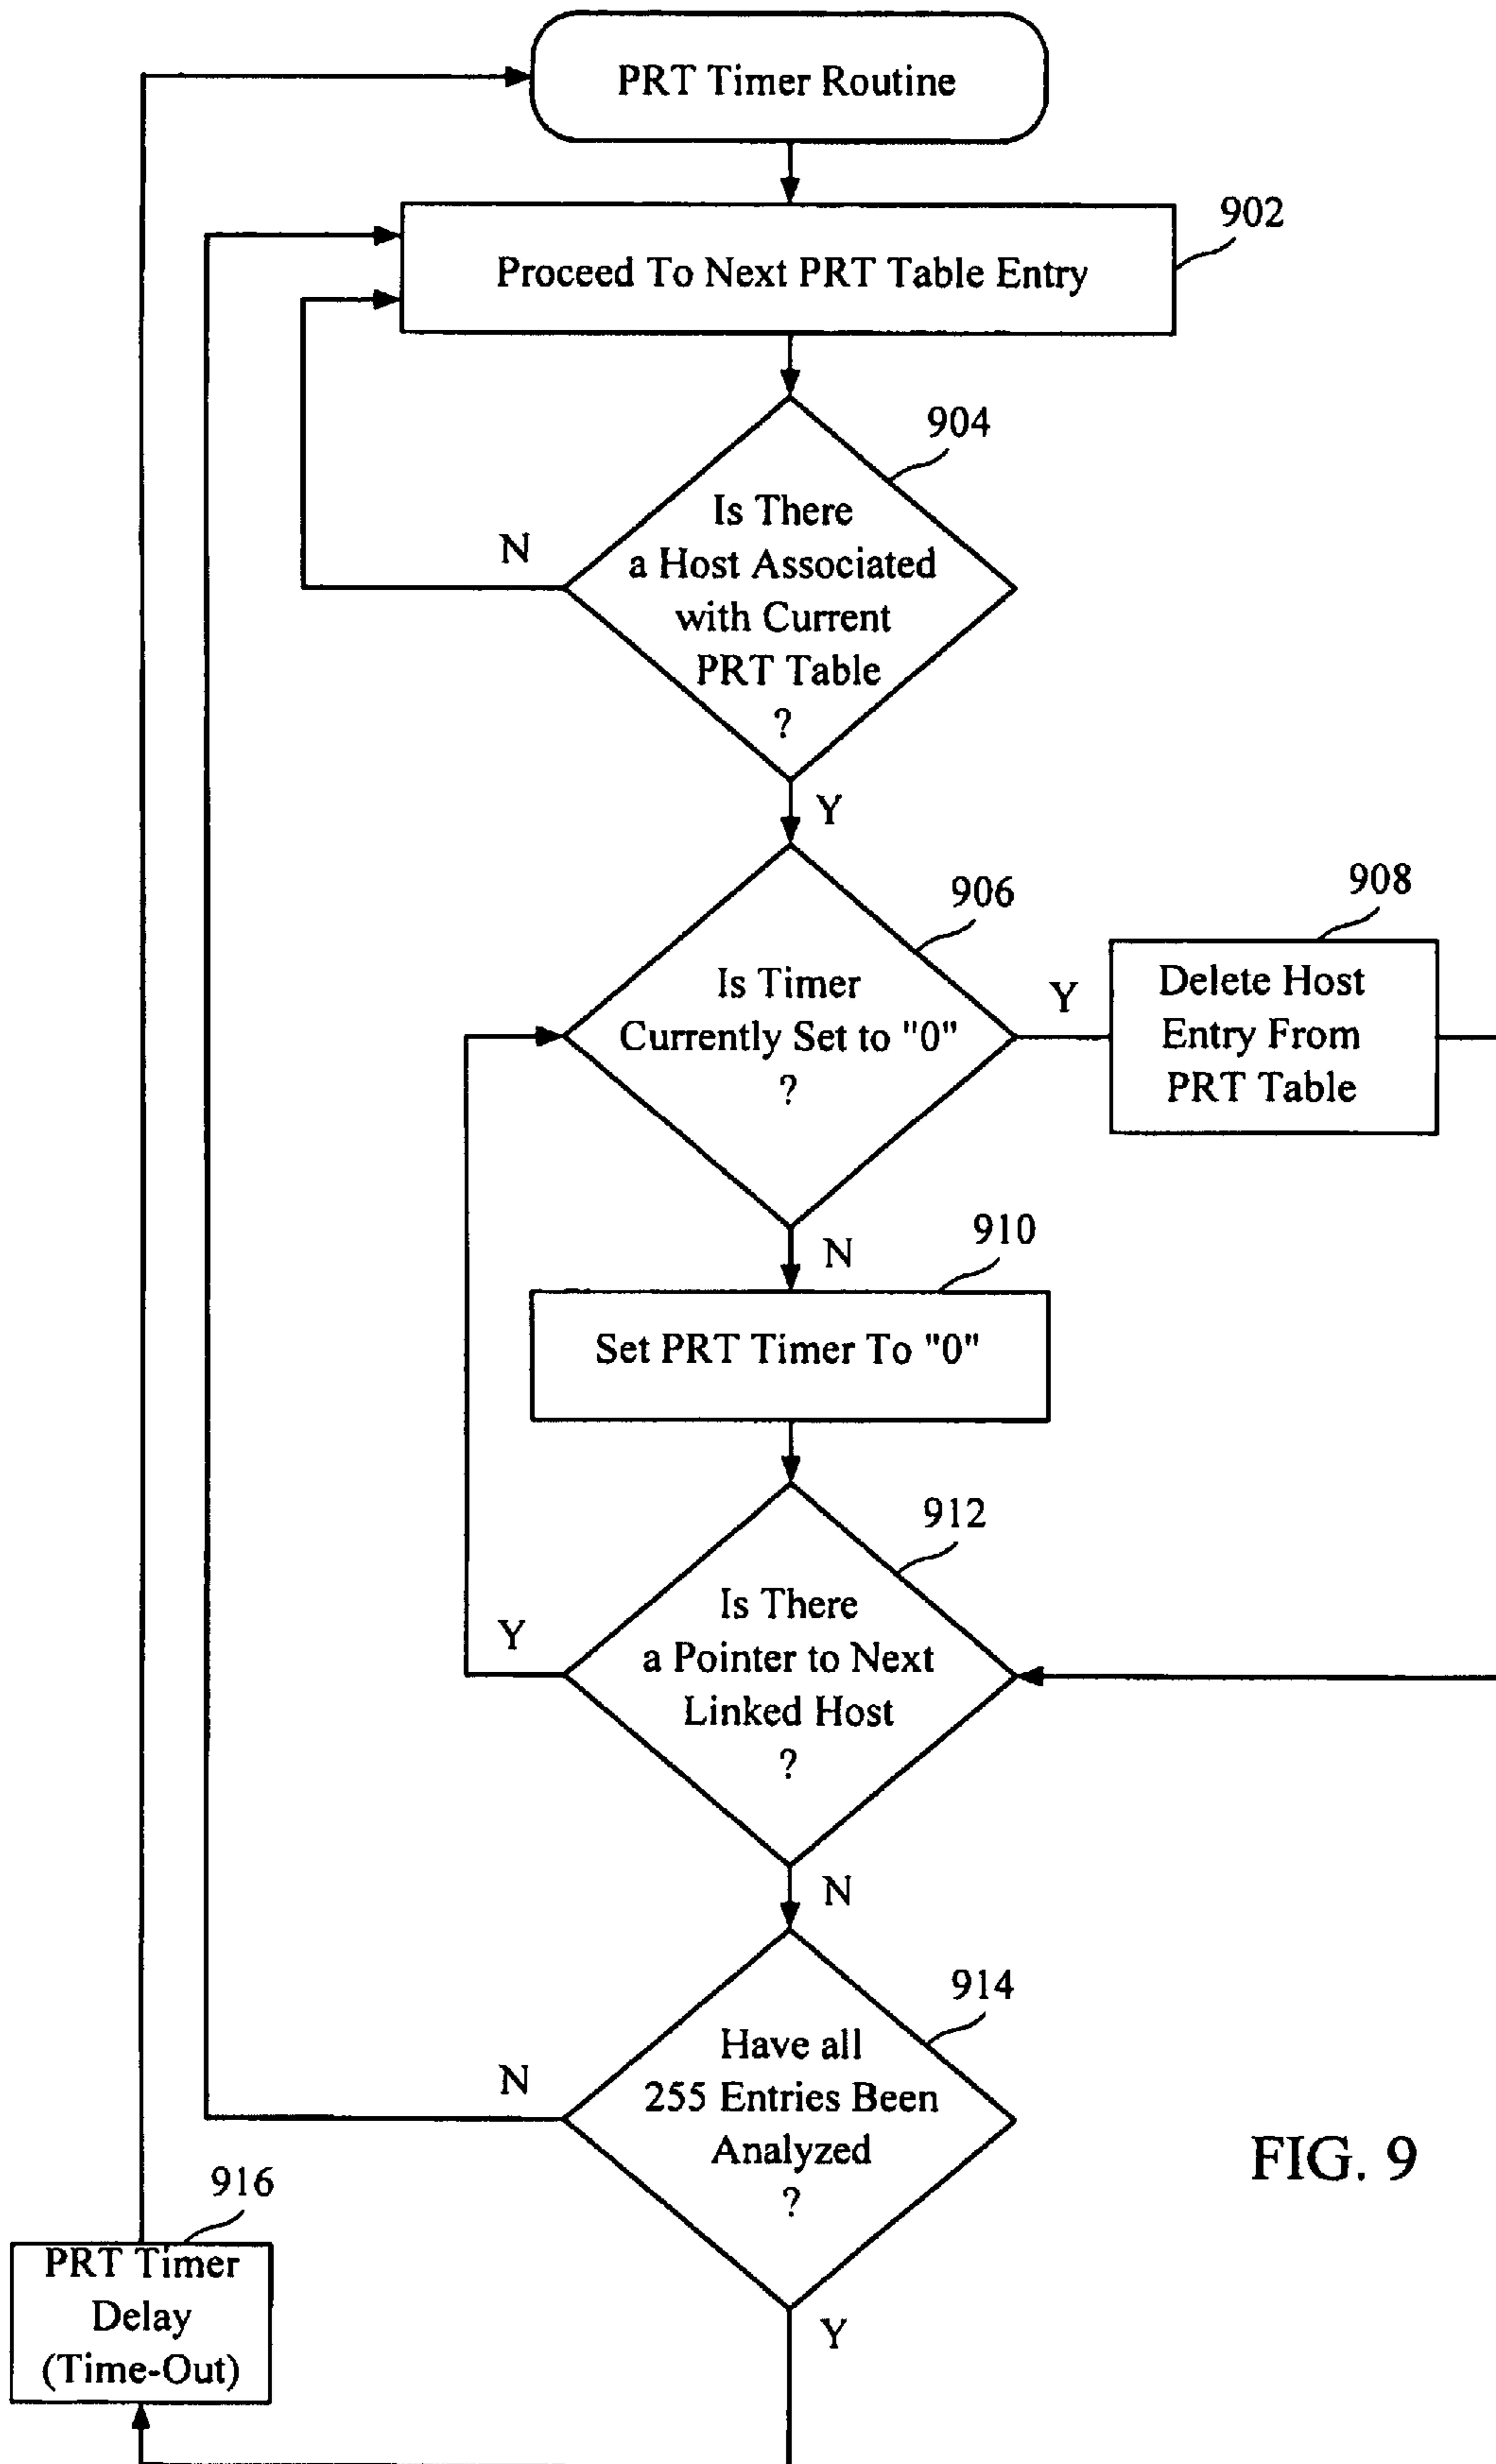 PRT Timer Routine
902
Proceed To Next PRT Table Entry
904
Is There
a Host Associated
with Current
PRT Table
?
N
Y
906
Is Timer
Currently Set to "0"
?
Y
908
Delete Host
Entry From
PRT Table
N
910
Set PRT Timer To "0"
912
Is There
a Pointer to Next
Linked Host
?
Y
N
914
Have all
255 Entries Been
Analyzed
?
N
Y
916
PRT Timer
Delay
(Time-Out)
FIG. 9